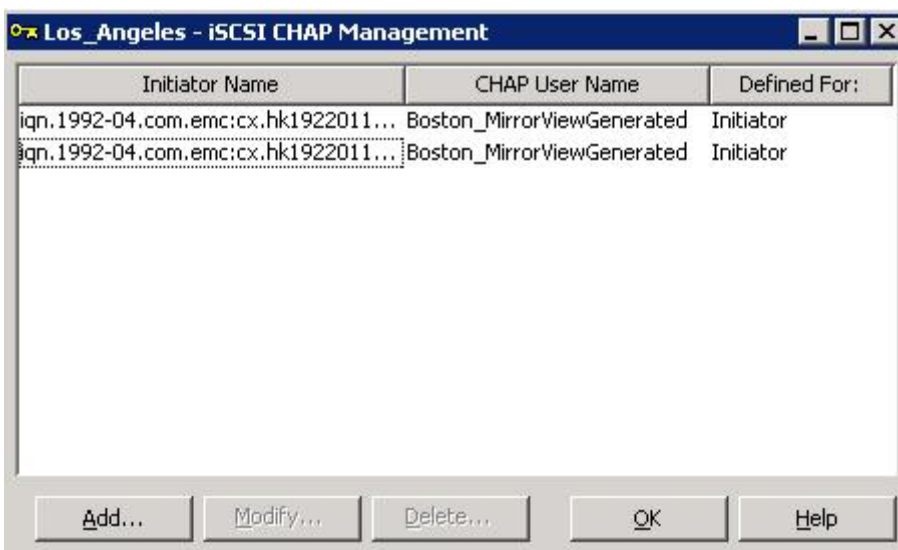 Los_Angeles - iSCSI CHAP Management
Initiator Name CHAP User Name Defined For:
iqn.1992-04.com.emc:cx.hk1922011... Boston_MirrorViewGenerated Initiator
iqn.1992-04.com.emc:cx.hk1922011... Boston_MirrorViewGenerated Initiator
Add... Modify... Delete... OK Help